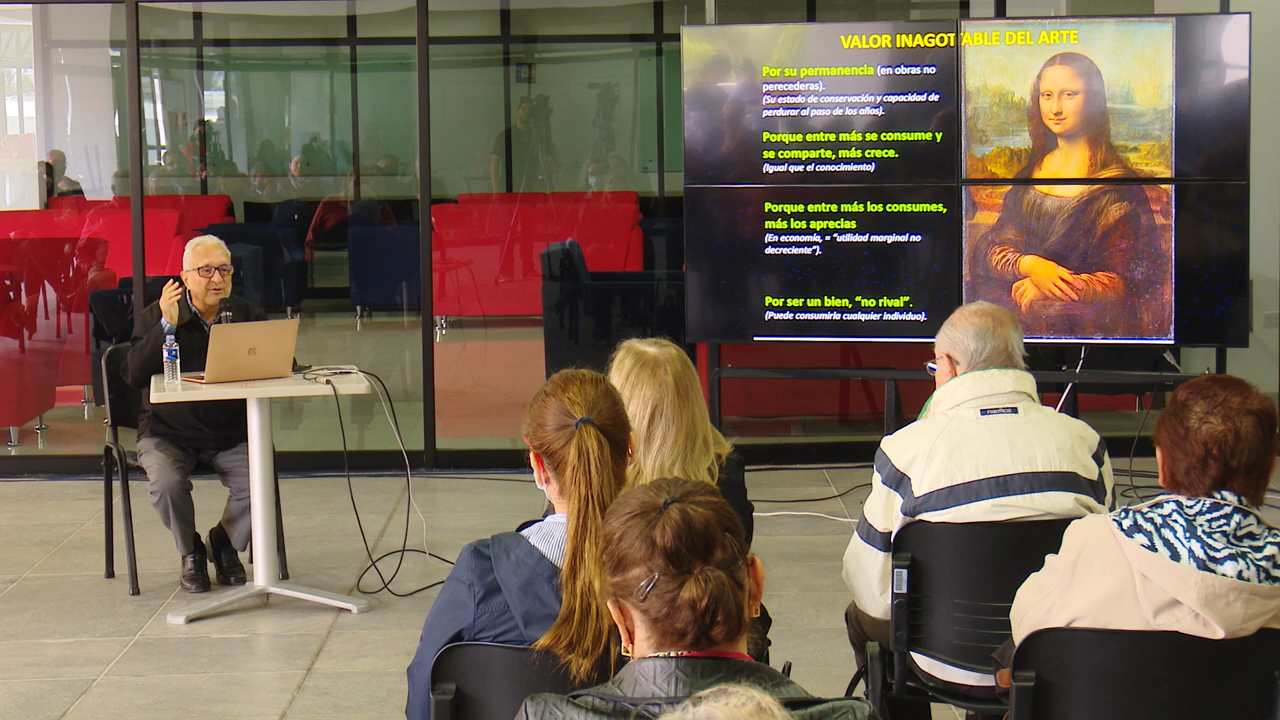 VALOR INAGOTABLE DEL ARTE
Por su permanencia (en obras no
perecederas).
(Su estado de conservación y capacidad de
perdurar al paso de los años).
Porque entre más se consume y
se comparte, más crece.
(Igual que el conocimiento)
Porque entre más los consumes,
más los aprecias
(En economía, = “utilidad marginal no
decreciente”).
Por ser un bien, “no rival”.
(Puede consumirla cualquier individuo).
nautica